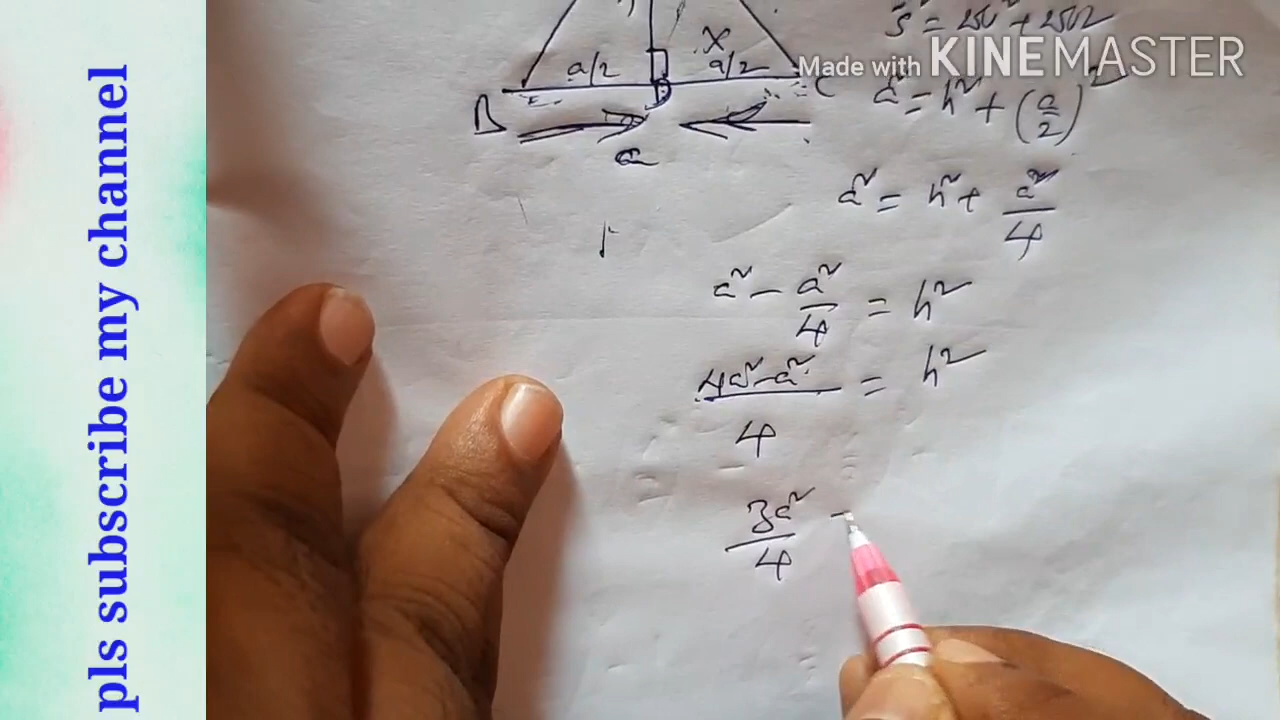 pls subscribe my channel
Made with KINEMASTER
a/2 a/2
B D C
a
a² = h² + (a/2)²
a² = h² + a²/4
a² - a²/4 = h²
4a² - a²/4 = h²
3a²/4